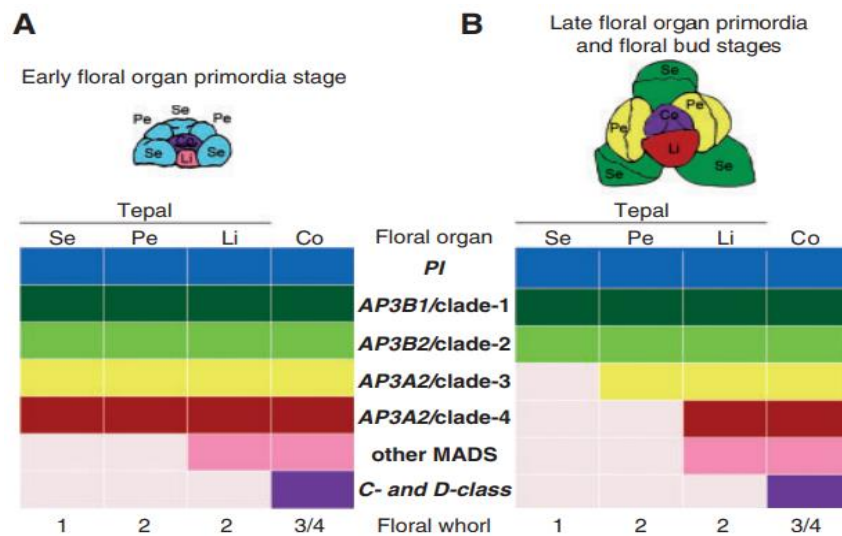 A
Early floral organ primordia stage
Se
Pe
Pe
Co
Se
Li
Se
B
Late floral organ primordia
and floral bud stages
Se
Pe
Co
Pe
Li
Se
Se
Tepal
Se Pe Li Co
Floral organ
Tepal
Se Pe Li Co
PI
AP3B1/clade-1
AP3B2/clade-2
AP3A2/clade-3
AP3A2/clade-4
other MADS
C- and D-class
1 2 2 3/4 Floral whorl 1 2 2 3/4